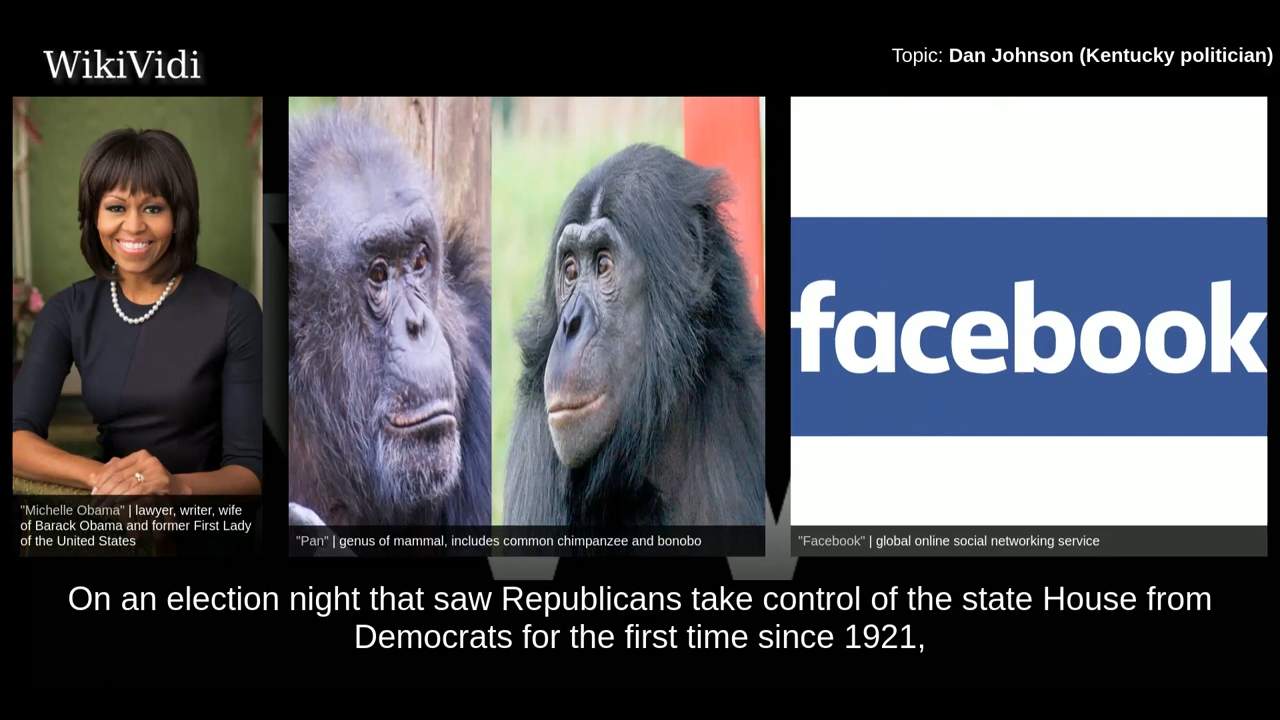 WikiVidi
Topic: Dan Johnson (Kentucky politician)
"Michelle Obama" | lawyer, writer, wife
of Barack Obama and former First Lady
of the United States
"Pan" | genus of mammal, includes common chimpanzee and bonobo
facebook
"Facebook" | global online social networking service
On an election night that saw Republicans take control of the state House from
Democrats for the first time since 1921,